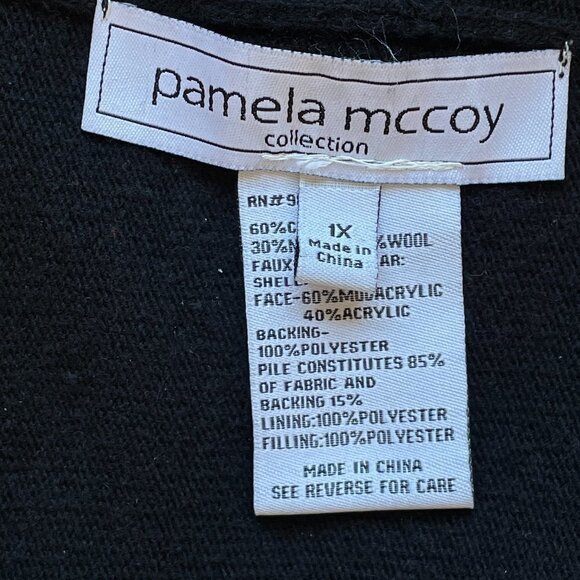 pamela mccoy
collection
1X
Made in
China
RN#9
60%C
30% %WOOL
FAUX AR:
SHELL
FACE-60%MODACRYLIC
40%ACRYLIC
BACKING-
100%POLYESTER
PILE CONSTITUTES 85%
OF FABRIC AND
BACKING 15%
LINING:100%POLYESTER
FILLING:100%POLYESTER
MADE IN CHINA
SEE REVERSE FOR CARE